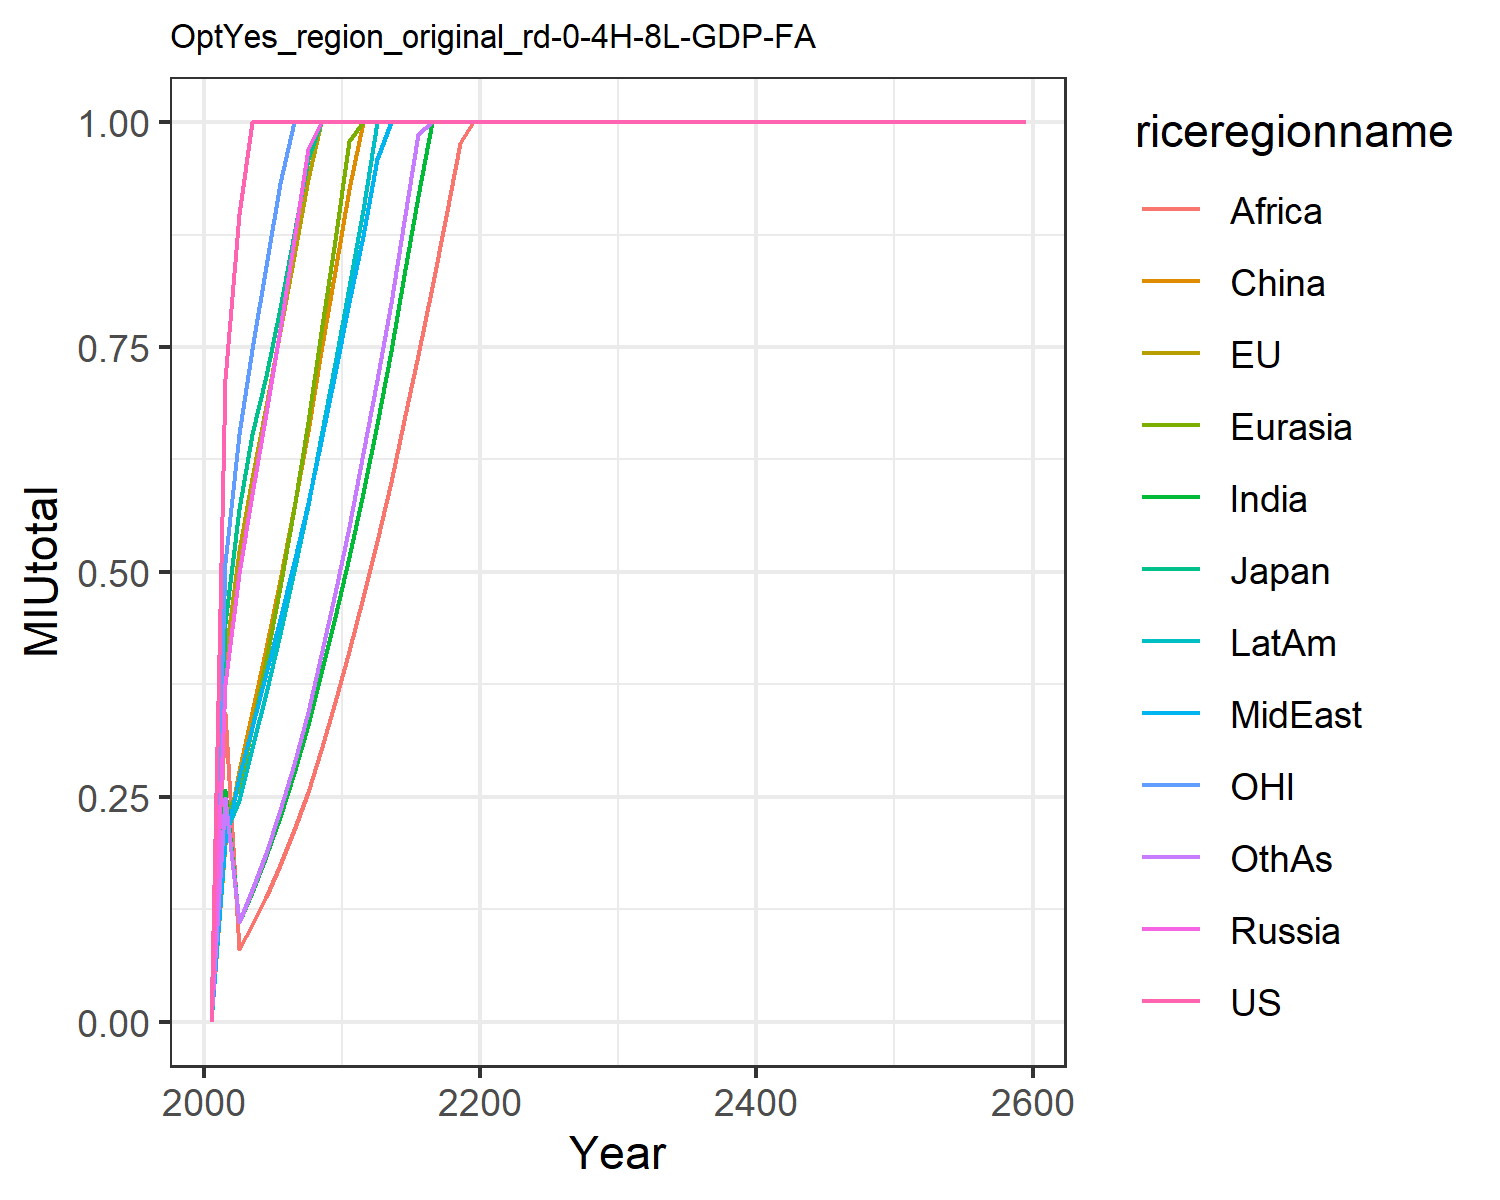 OptYes_region_original_rd-0-4H-8L-GDP-FA
1.00
0.75
0.50
0.25
0.00
MIUtotal
2000
2200
2400
2600
Year
riceregionname
Africa
China
EU
Eurasia
India
Japan
LatAm
MidEast
OHI
OthAs
Russia
US